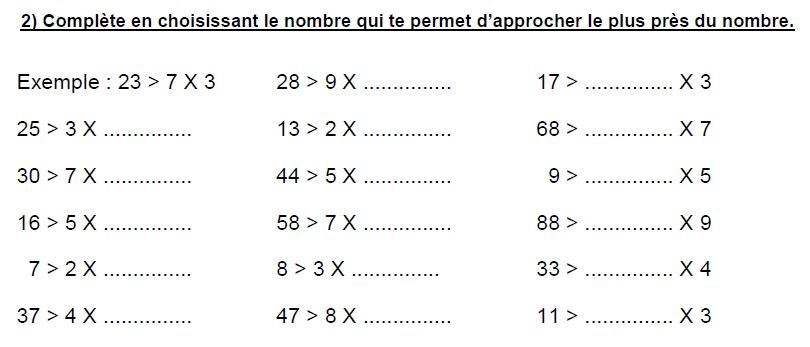 2) Complète en choisissant le nombre qui te permet d'approcher le plus près du nombre.
Exemple : 23 > 7 X 3 28 > 9 X ............... 17 > ............... X 3
25 > 3 X ............... 13 > 2 X ............... 68 > ............... X 7
30 > 7 X ............... 44 > 5 X ............... 9 > ............... X 5
16 > 5 X ............... 58 > 7 X ............... 88 > ............... X 9
7 > 2 X ............... 8 > 3 X ............... 33 > ............... X 4
37 > 4 X ............... 47 > 8 X ............... 11 > ............... X 3